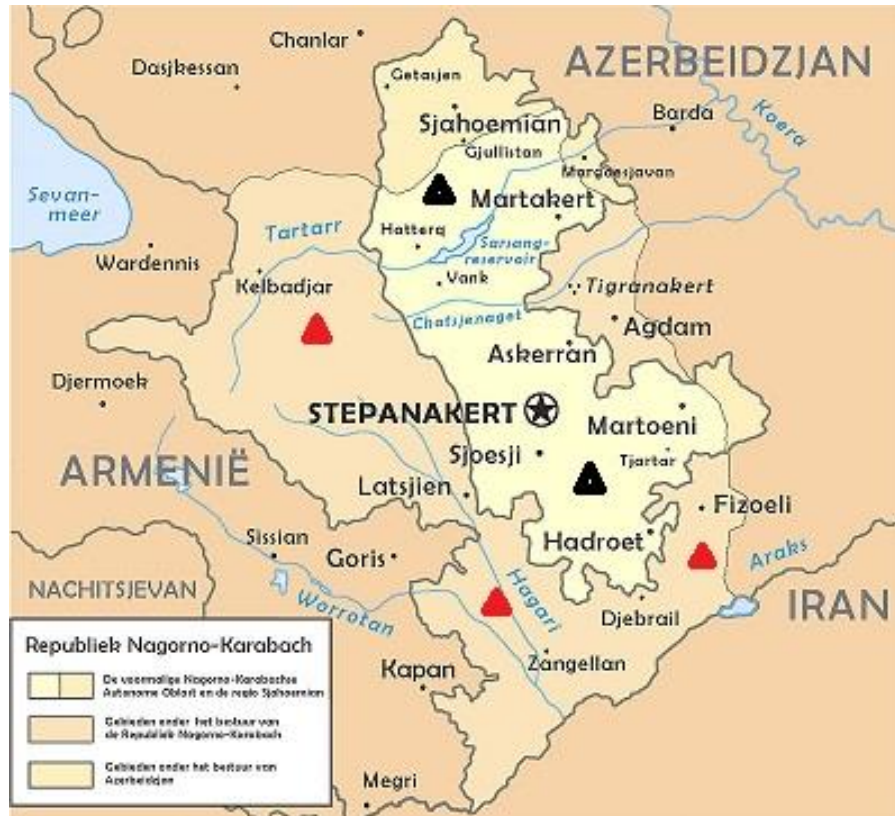 Chanlar
AZERBEIDZJAN
Dasjkessan
Getasjen
Koera
Sjahoemian
Barda
Gjullistan
Margoesjavan
Sevan-
meer
Martakert
Tartarr
Hatterq
Sarsang-
reservoir
Wardennis
Kelbadjar
Vank
Tigranakert
Chatsjenaget
Agdam
Askerran
Djermoek
STEPANAKERT
Martoeni
Sjoesji
Tjartar
ARMENIË
Latsjien
Fizoeli
Sissian
Hadroet
Goris
Araks
NACHITSJEVAN
Hagari
Worrotan
Djebrail
IRAN
Republiek Nagorno-Karabach
Zangellan
Kapan
De voormalige Nagorno-Karabachse
Autonome Oblast en de regio Sjahoemian
Gebieden onder het bestuur van
de Republiek Nagorno-Karabach
Gebieden onder het bestuur van
Azerbeidzjan
Megri